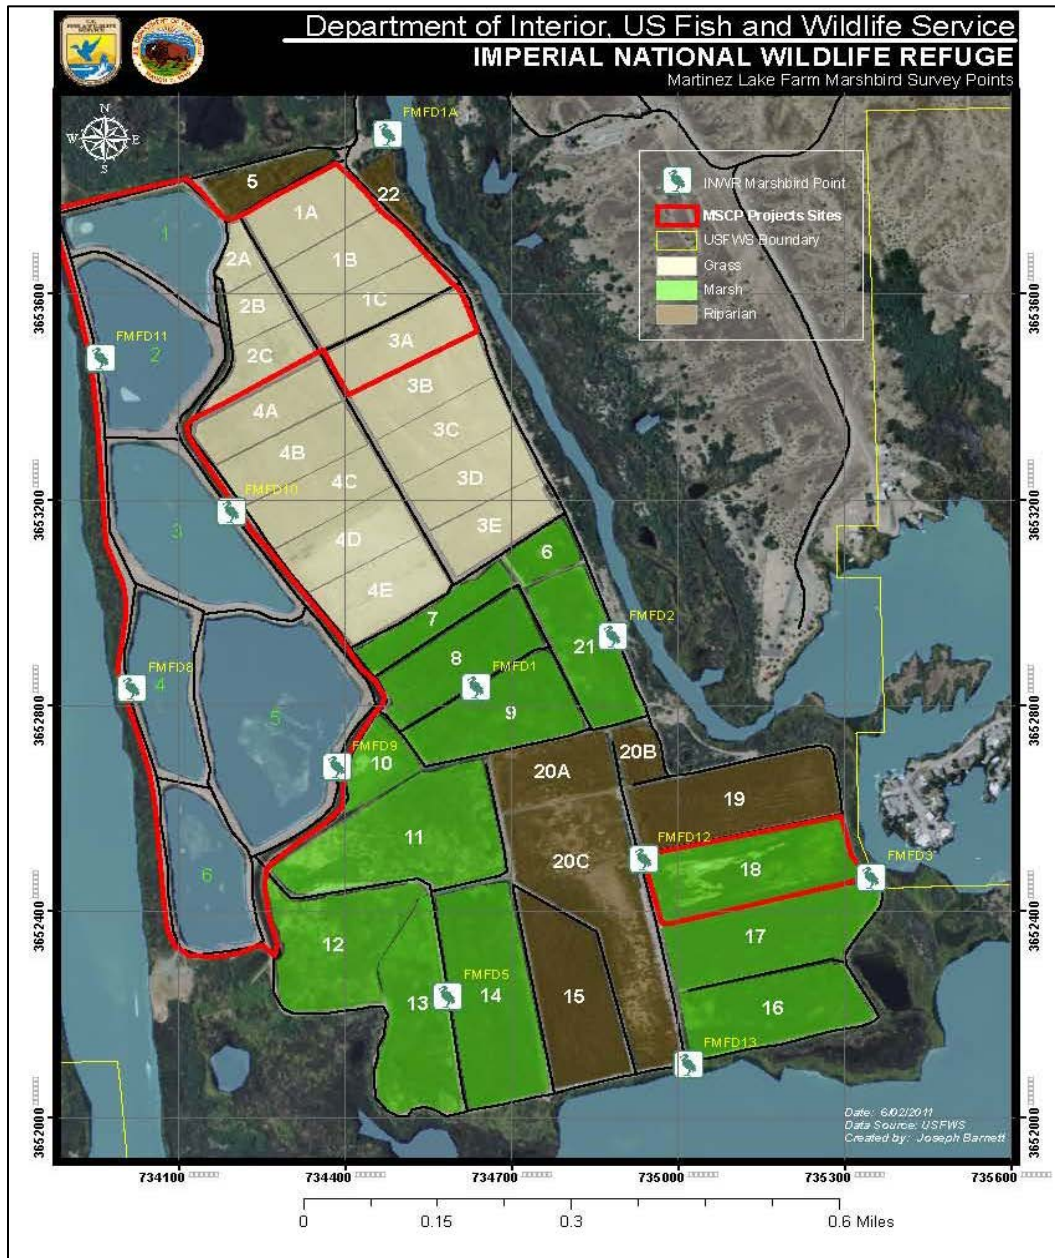 Department of Interior, US Fish and Wildlife Service
IMPERIAL NATIONAL WILDLIFE REFUGE
Martinez Lake Farm Marshbird Survey Points
N
W E
S
FMFD1A
INWR Marshbird Point
MSCP Projects Sites
USFWS Boundary
Grass
Marsh
Riparian
5
22
1A
1
1B
2A
1C
2B
3A
FMFD11
2
2C
3B
4A
3C
4B
4C
3D
FMFD10
3
3E
4D
6
4E
7
FMFD2
21
8
FMFD1
FMFD8
4
9
5
FMFD9
10
20B
20A
19
11
FMFD12
20C
18
FMFD3
6
17
12
FMFD5
13
14
15
16
FMFD13
3653600
3653200
3652800
3652400
3652000
3653600
3653200
3652800
3652400
3652000
Date: 6/02/2011
Data Source: USFWS
Created by: Joseph Barnett
734100
734400
734700
735000
735300
735600
0 0.15 0.3 0.6 Miles